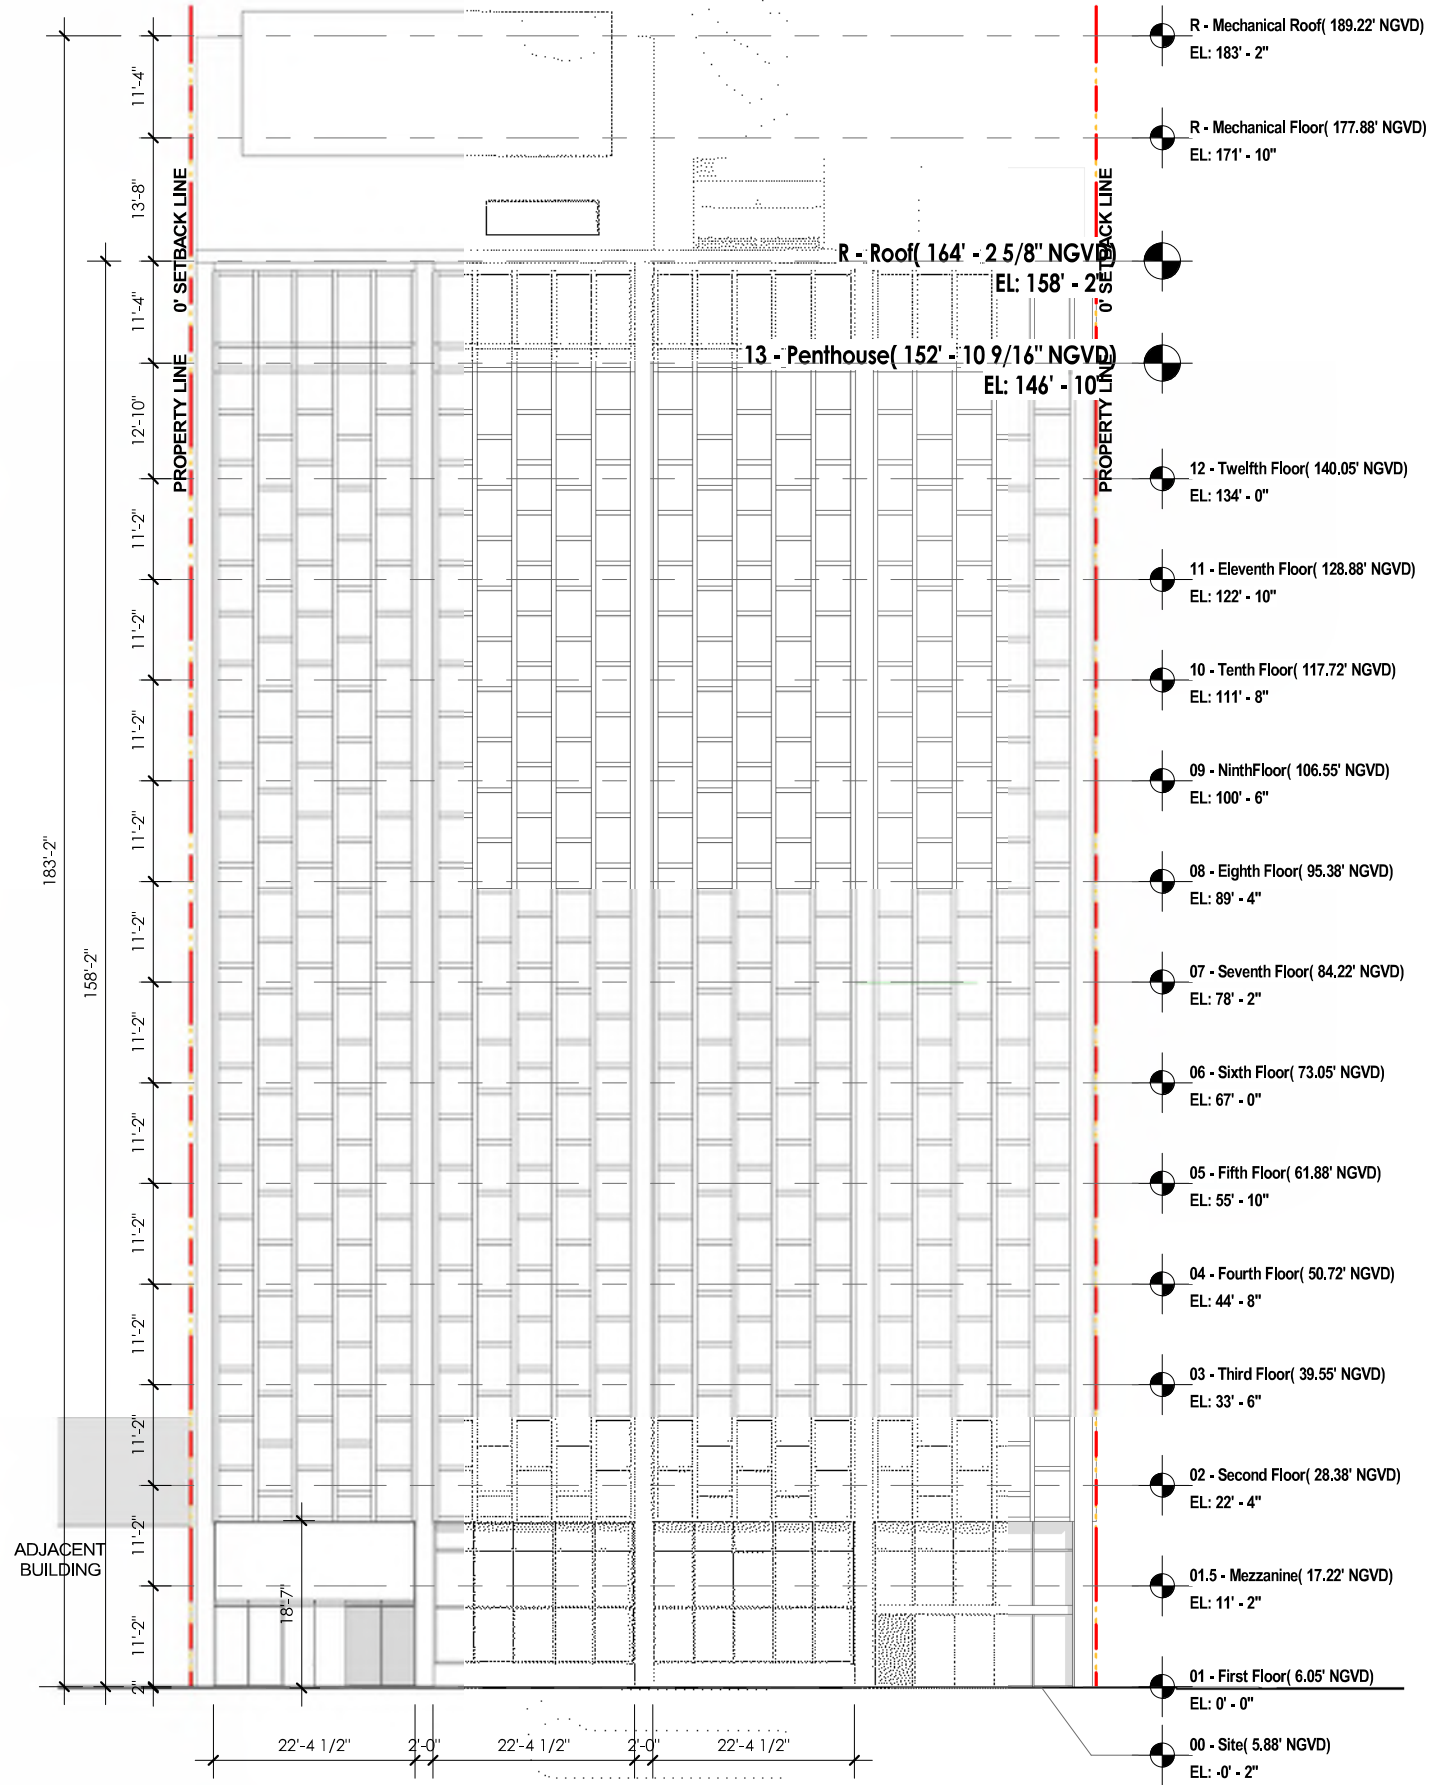 R - Mechanical Roof( 189.22' NGVD)
EL: 183' - 2"
11'-4"
R - Mechanical Floor( 177.88' NGVD)
EL: 171' - 10"
13'-8"
0' SETBACK LINE
0' SETBACK LINE
R - Roof( 164' - 2 5/8" NGVD)
EL: 158' - 2"
11'-4"
13 - Penthouse( 152' - 10 9/16" NGVD)
EL: 146' - 10"
PROPERTY LINE
PROPERTY LINE
12'-10"
12 - Twelfth Floor( 140.05' NGVD)
EL: 134' - 0"
11'-2"
11 - Eleventh Floor( 128.88' NGVD)
EL: 122' - 10"
11'-2"
10 - Tenth Floor( 117.72' NGVD)
EL: 111' - 8"
11'-2"
09 - NinthFloor( 106.55' NGVD)
EL: 100' - 6"
11'-2"
183'-2"
08 - Eighth Floor( 95.38' NGVD)
EL: 89' - 4"
11'-2"
158'-2"
07 - Seventh Floor( 84.22' NGVD)
EL: 78' - 2"
11'-2"
06 - Sixth Floor( 73.05' NGVD)
EL: 67' - 0"
11'-2"
05 - Fifth Floor( 61.88' NGVD)
EL: 55' - 10"
11'-2"
04 - Fourth Floor( 50.72' NGVD)
EL: 44' - 8"
11'-2"
03 - Third Floor( 39.55' NGVD)
EL: 33' - 6"
11'-2"
02 - Second Floor( 28.38' NGVD)
EL: 22' - 4"
11'-2"
ADJACENT
BUILDING
01.5 - Mezzanine( 17.22' NGVD)
EL: 11' - 2"
18'-7"
11'-2"
01 - First Floor( 6.05' NGVD)
EL: 0' - 0"
2"
00 - Site( 5.88' NGVD)
EL: -0' - 2"
22'-4 1/2"
2'-0"
22'-4 1/2"
2'-0"
22'-4 1/2"